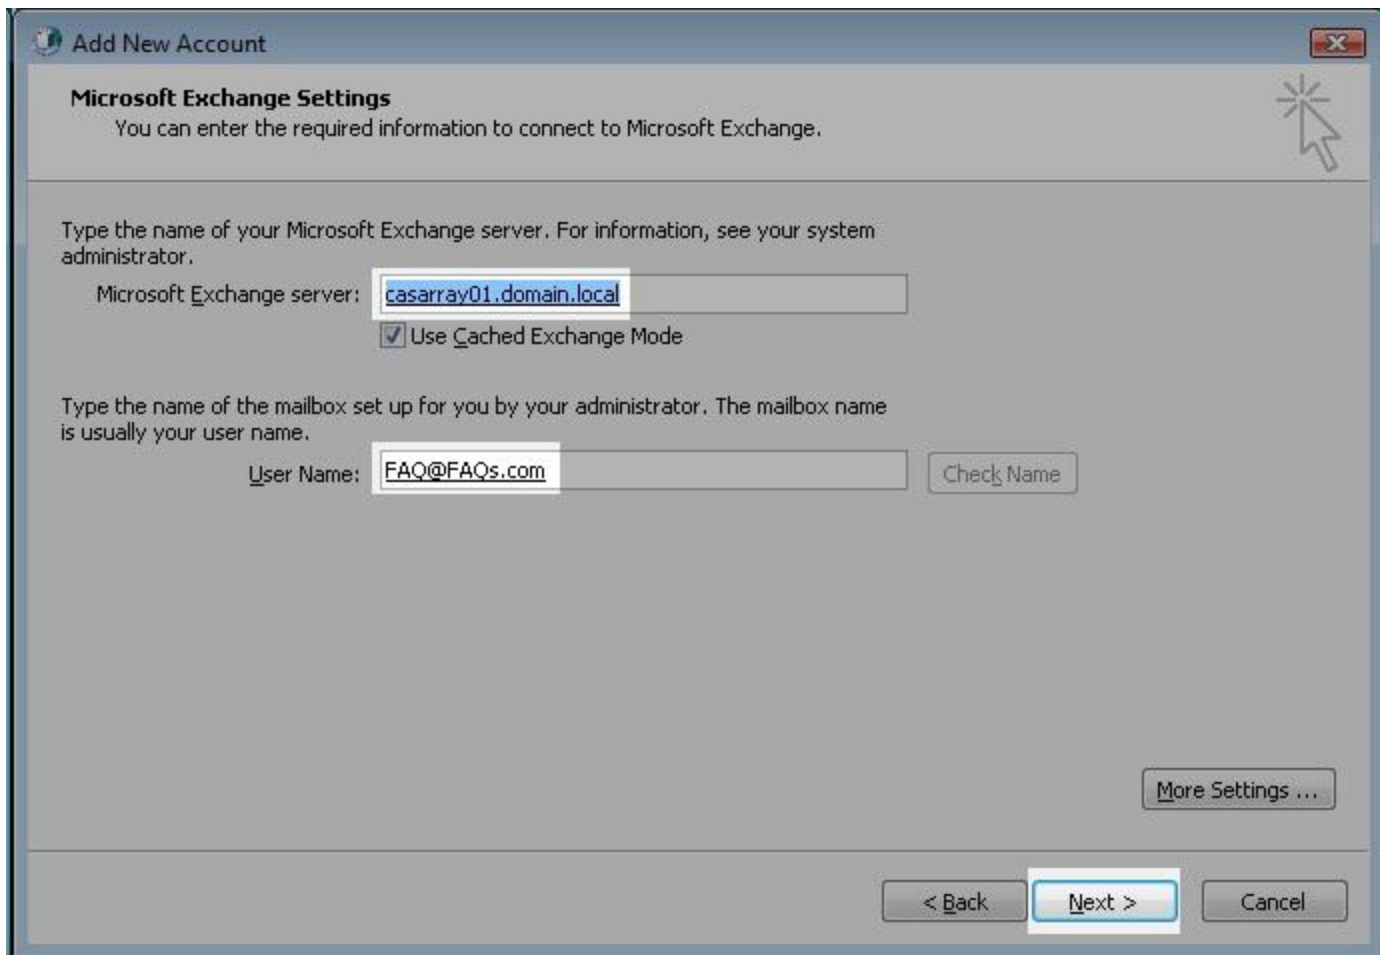 Add New Account
Microsoft Exchange Settings
You can enter the required information to connect to Microsoft Exchange.
Type the name of your Microsoft Exchange server. For information, see your system
administrator.
Microsoft Exchange server: casarray01.domain.local
Use Cached Exchange Mode
Type the name of the mailbox set up for you by your administrator. The mailbox name
is usually your user name.
User Name: FAQ@FAQs.com Check Name
More Settings ...
< Back Next > Cancel